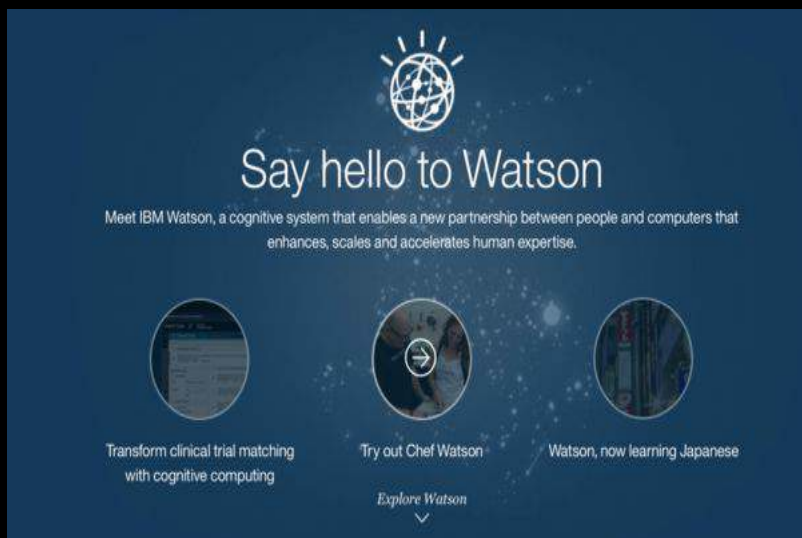 Say hello to Watson
Meet IBM Watson, a cognitive system that enables a new partnership between people and computers that
enhances, scales and accelerates human expertise.
Transform clinical trial matching
with cognitive computing
Try out Chef Watson
Watson, now learning Japanese
Explore Watson